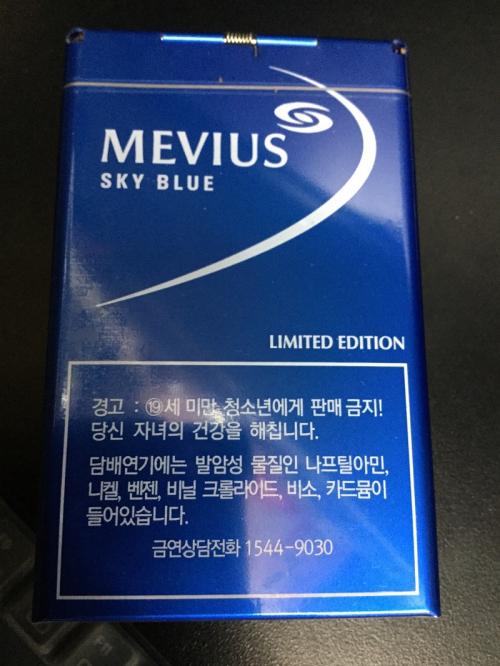 MEVIUS
SKY BLUE
LIMITED EDITION
경고 : ⑲세 미만 청소년에게 판매 금지!
당신 자녀의 건강을 해칩니다.
담배연기에는 발암성 물질인 나프틸아민,
니켈, 벤젠, 비닐 크롤라이드, 비소, 카드뮴이
들어있습니다.
금연상담전화 1544-9030